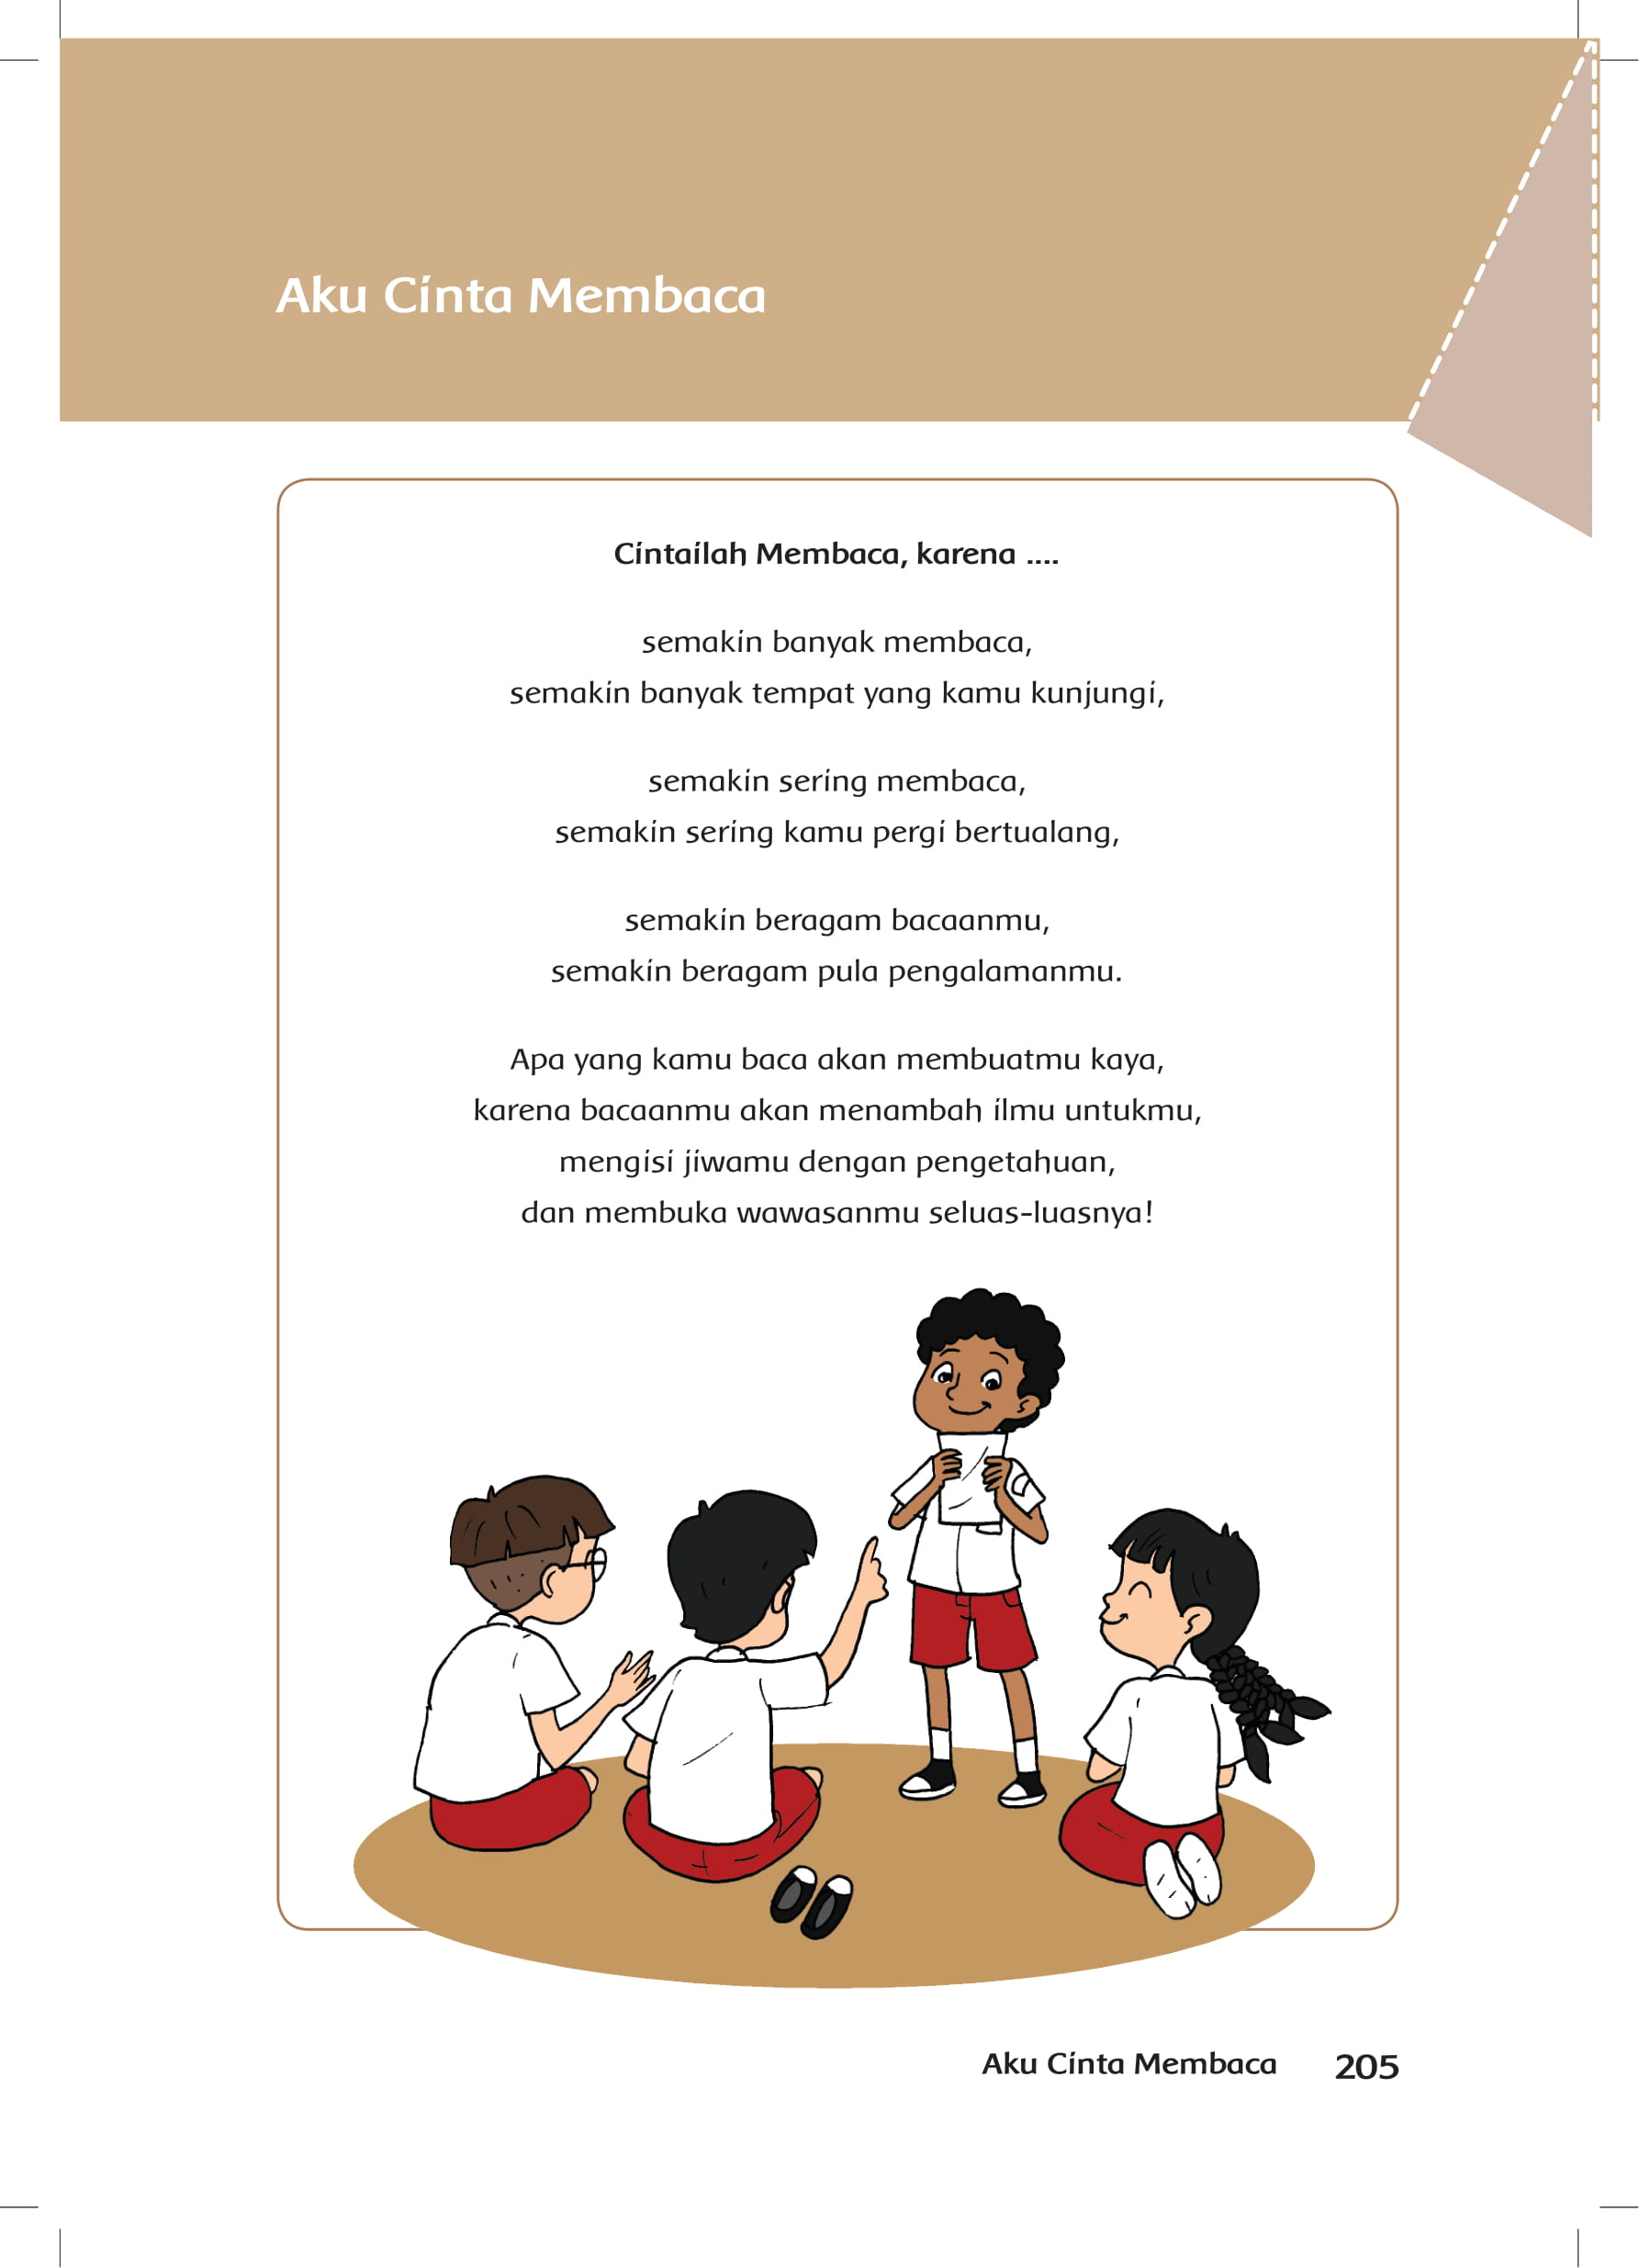 Aku Cinta Membaca
Cintailah Membaca, karena ....
semakin banyak membaca,
semakin banyak tempat yang kamu kunjungi,
semakin sering membaca,
semakin sering kamu pergi bertualang,
semakin beragam bacaanmu,
semakin beragam pula pengalamanmu.
Apa yang kamu baca akan membuatmu kaya,
karena bacaanmu akan menambah ilmu untukmu,
mengisi jiwamu dengan pengetahuan,
dan membuka wawasanmu seluas-luasnya!
Aku Cinta Membaca 205